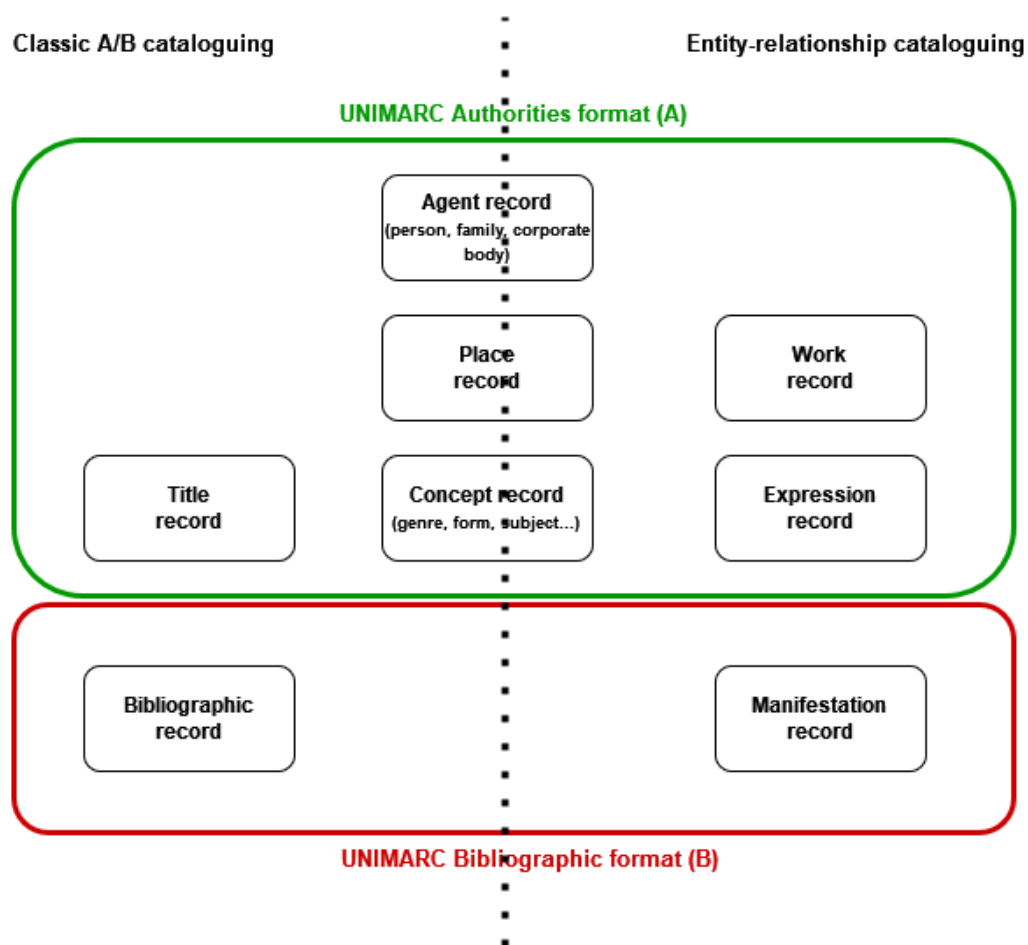 Classic A/B cataloguing
Entity-relationship cataloguing
UNIMARC Authorities format (A)
Agent record
(person, family, corporate
body)
Place
record
Work
record
Title
record
Concept record
(genre, form, subject...)
Expression
record
Bibliographic
record
Manifestation
record
UNIMARC Bibliographic format (B)